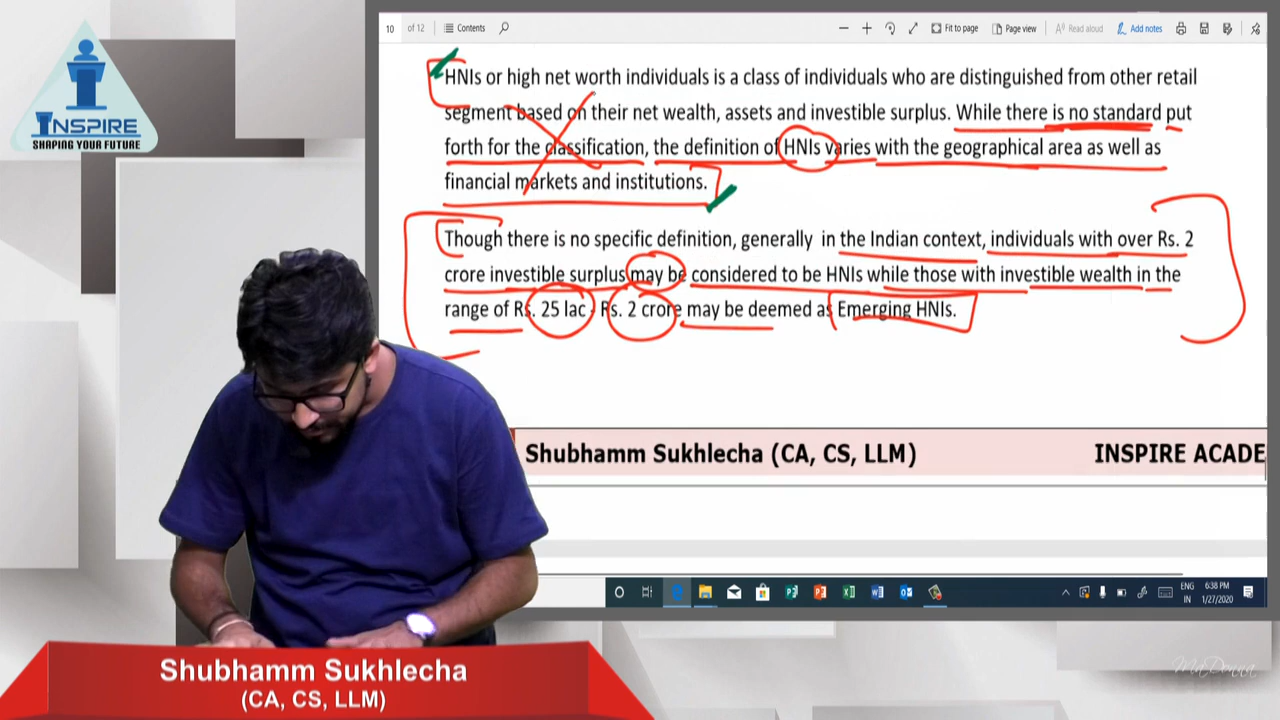 INSPIRE
SHAPING YOUR FUTURE
10 of 12 Contents Fit to page Page view Read aloud Add notes
HNIs or high net worth individuals is a class of individuals who are distinguished from other retail
segment based on their net wealth, assets and investible surplus. While there is no standard put
forth for the classification, the definition of HNIs varies with the geographical area as well as
financial markets and institutions.
Though there is no specific definition, generally in the Indian context, individuals with over Rs. 2
crore investible surplus may be considered to be HNIs while those with investible wealth in the
range of Rs. 25 lac - Rs. 2 crore may be deemed as Emerging HNIs.
Shubhamm Sukhlecha (CA, CS, LLM) INSPIRE ACADE
ENG 6:38 PM
IN 1/27/2020
Shubhamm Sukhlecha
(CA, CS, LLM)
MdDonna